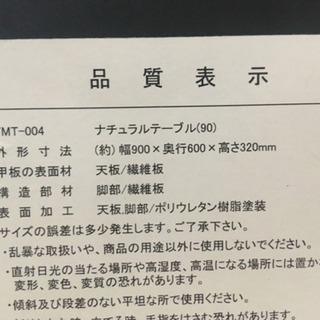 品質表示
MT-004 ナチュラルテーブル(90)
外形寸法 (約)幅900×奥行600×高さ320mm
甲板の表面材 天板/繊維板
構造部材 脚部/繊維板
表面加工 天板,脚部/ポリウレタン樹脂塗装
サイズの誤差は多少発生します。ご了承下さい。
・乱暴な取扱いや、商品の用途以外に使用しないでください。
・直射日光の当たる場所や高湿度、高温になる場所には置か
変形、変色、変質の恐れがあります。
・傾斜及び段差のない平坦な所で使用ください。
恐れがあります。